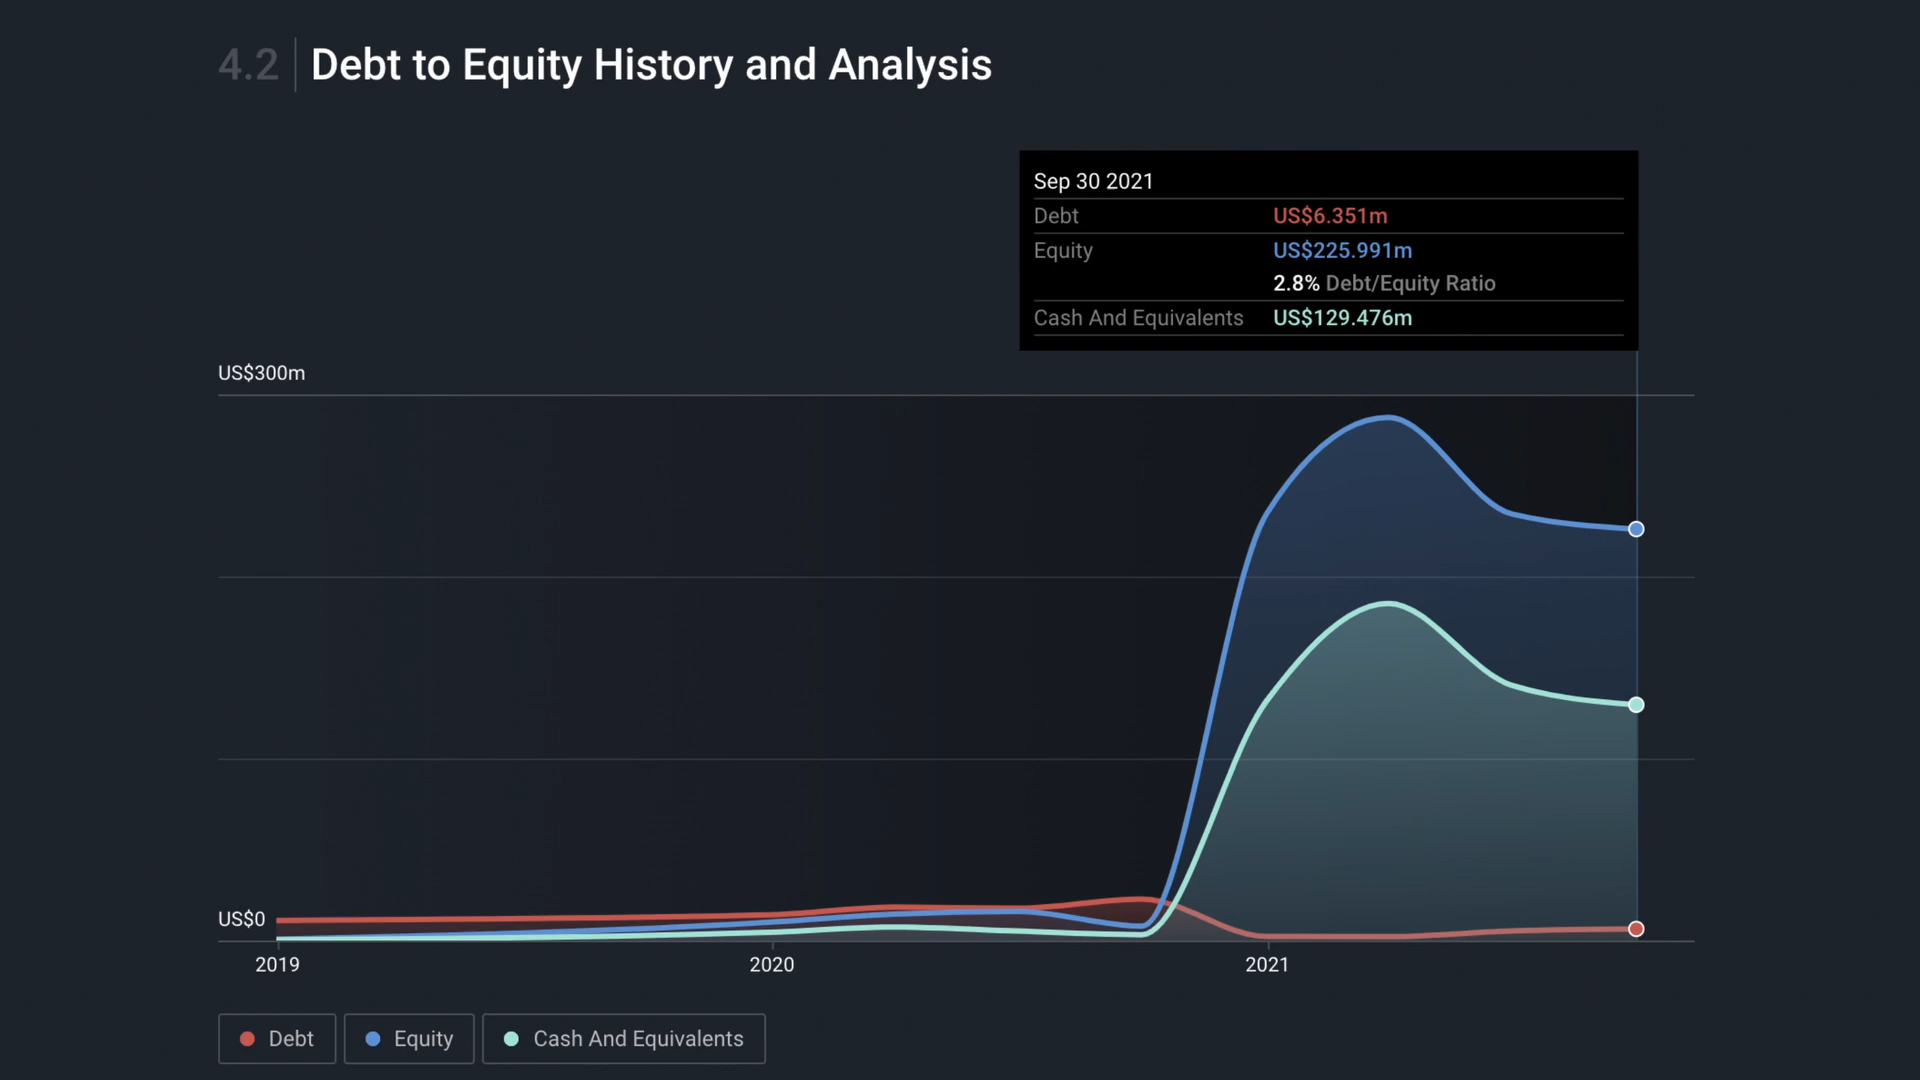 4.2 Debt to Equity History and Analysis
Sep 30 2021
Debt US$6.351m
Equity US$225.991m
2.8% Debt/Equity Ratio
Cash And Equivalents US$129.476m
US$300m
US$0
2019 2020 2021
Debt Equity Cash And Equivalents